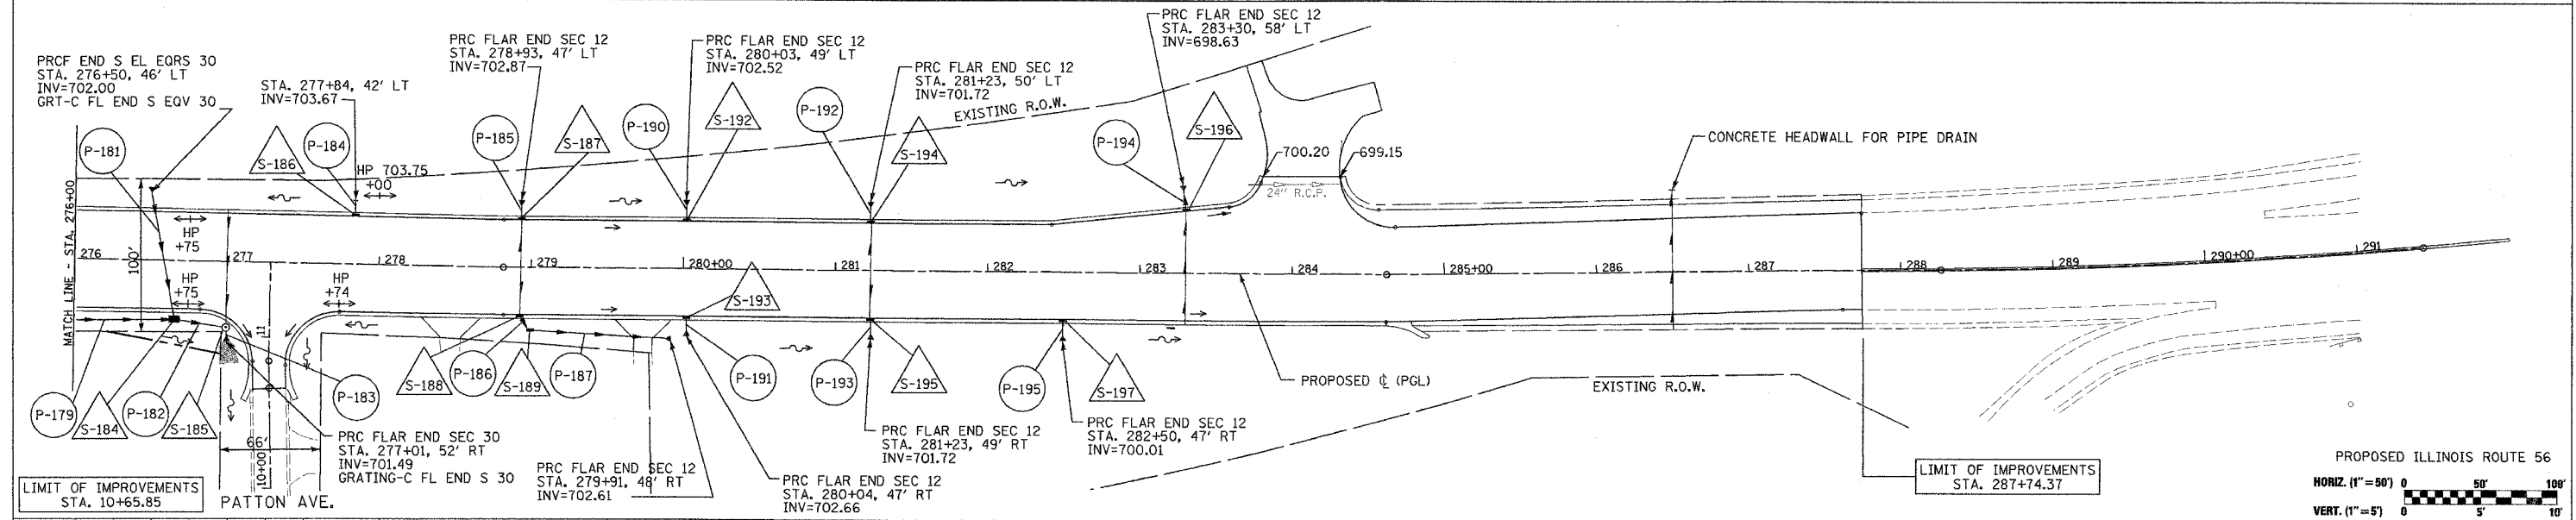 PRCF END S EL EQRS 30
STA. 276+50, 46' LT
INV=702.00
GRT-C FL END S EQV 30
STA. 277+84, 42' LT
INV=703.67
PRC FLAR END SEC 12
STA. 278+93, 47' LT
INV=702.87
PRC FLAR END SEC 12
STA. 280+03, 49' LT
INV=702.52
PRC FLAR END SEC 12
STA. 281+23, 50' LT
INV=701.72
PRC FLAR END SEC 12
STA. 283+30, 58' LT
INV=698.63
EXISTING R.O.W.
CONCRETE HEADWALL FOR PIPE DRAIN
P-181
S-186
P-184
P-185
S-187
P-190
S-192
P-192
S-194
P-194
S-196
700.20
699.15
24" R.C.P.
HP 703.75
+00
HP
+75
MATCH LINE - STA. 276+00
100'
276
277
278
279
280+00
281
282
283
284
285+00
286
287
288
289
290+00
291
HP
+75
HP
+74
S-193
11
10+00
P-179
S-184
P-182
S-185
P-183
S-188
P-186
S-189
P-187
P-191
P-193
S-195
P-195
S-197
PROPOSED ℄ (PGL)
EXISTING R.O.W.
66'
PRC FLAR END SEC 30
STA. 277+01, 52' RT
INV=701.49
GRATING-C FL END S 30
PRC FLAR END SEC 12
STA. 279+91, 48' RT
INV=702.61
PRC FLAR END SEC 12
STA. 280+04, 47' RT
INV=702.66
PRC FLAR END SEC 12
STA. 281+23, 49' RT
INV=701.72
PRC FLAR END SEC 12
STA. 282+50, 47' RT
INV=700.01
LIMIT OF IMPROVEMENTS
STA. 10+65.85
PATTON AVE.
LIMIT OF IMPROVEMENTS
STA. 287+74.37
PROPOSED ILLINOIS ROUTE 56
HORIZ. (1"=50') 0 50' 100'
VERT. (1"=5') 0 5' 10'